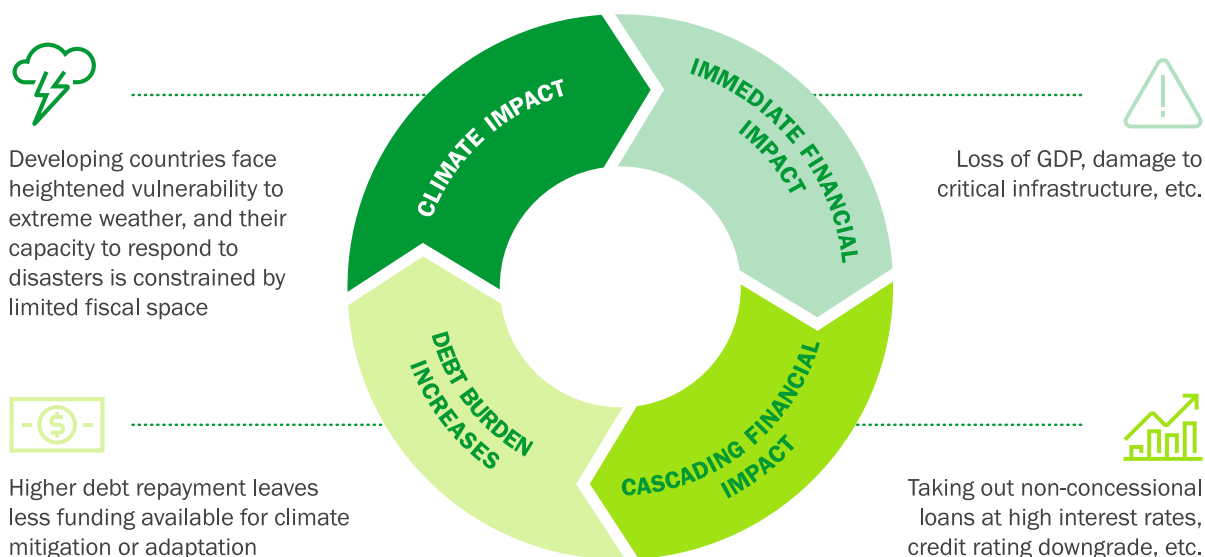 CLIMATE IMPACT
Developing countries face
heightened vulnerability to
extreme weather, and their
capacity to respond to
disasters is constrained by
limited fiscal space
IMMEDIATE FINANCIAL
IMPACT
Loss of GDP, damage to
critical infrastructure, etc.
CASCADING FINANCIAL
IMPACT
Taking out non-concessional
loans at high interest rates,
credit rating downgrade, etc.
DEBT BURDEN
INCREASES
$
Higher debt repayment leaves
less funding available for climate
mitigation or adaptation